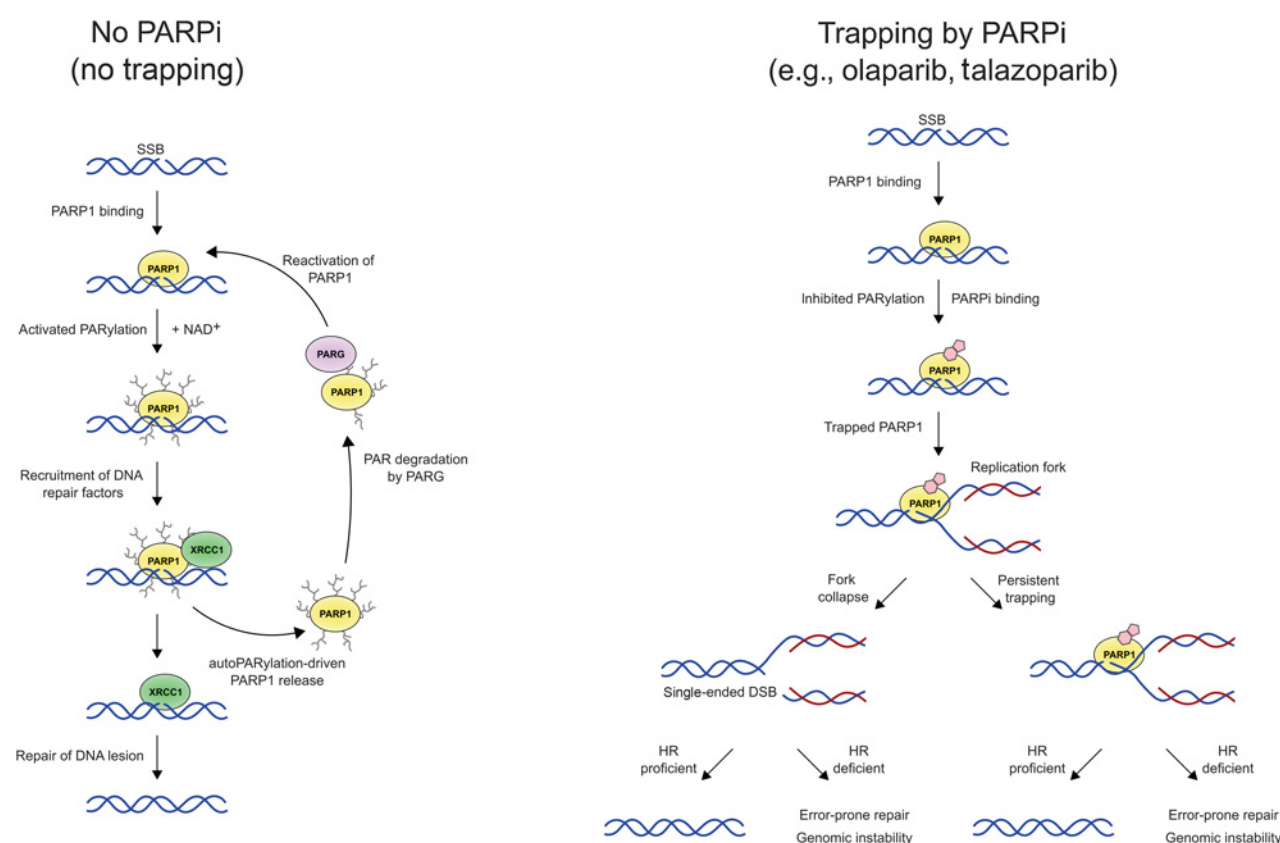 No PARPi
(no trapping)
SSB
PARP1 binding
PARP1
Reactivation of
PARP1
Activated PARylation
+ NAD+
PARG
PARP1
PARP1
PAR degradation
by PARG
Recruitment of DNA
repair factors
XRCC1
PARP1
PARP1
autoPARylation-driven
PARP1 release
XRCC1
Repair of DNA lesion
Trapping by PARPi
(e.g., olaparib, talazoparib)
SSB
PARP1 binding
PARP1
Inhibited PARylation
PARPi binding
PARP1
Trapped PARP1
Replication fork
PARP1
Fork
collapse
Persistent
trapping
Single-ended DSB
PARP1
HR
proficient
HR
deficient
HR
proficient
HR
deficient
Error-prone repair
Genomic instability
Error-prone repair
Genomic instability